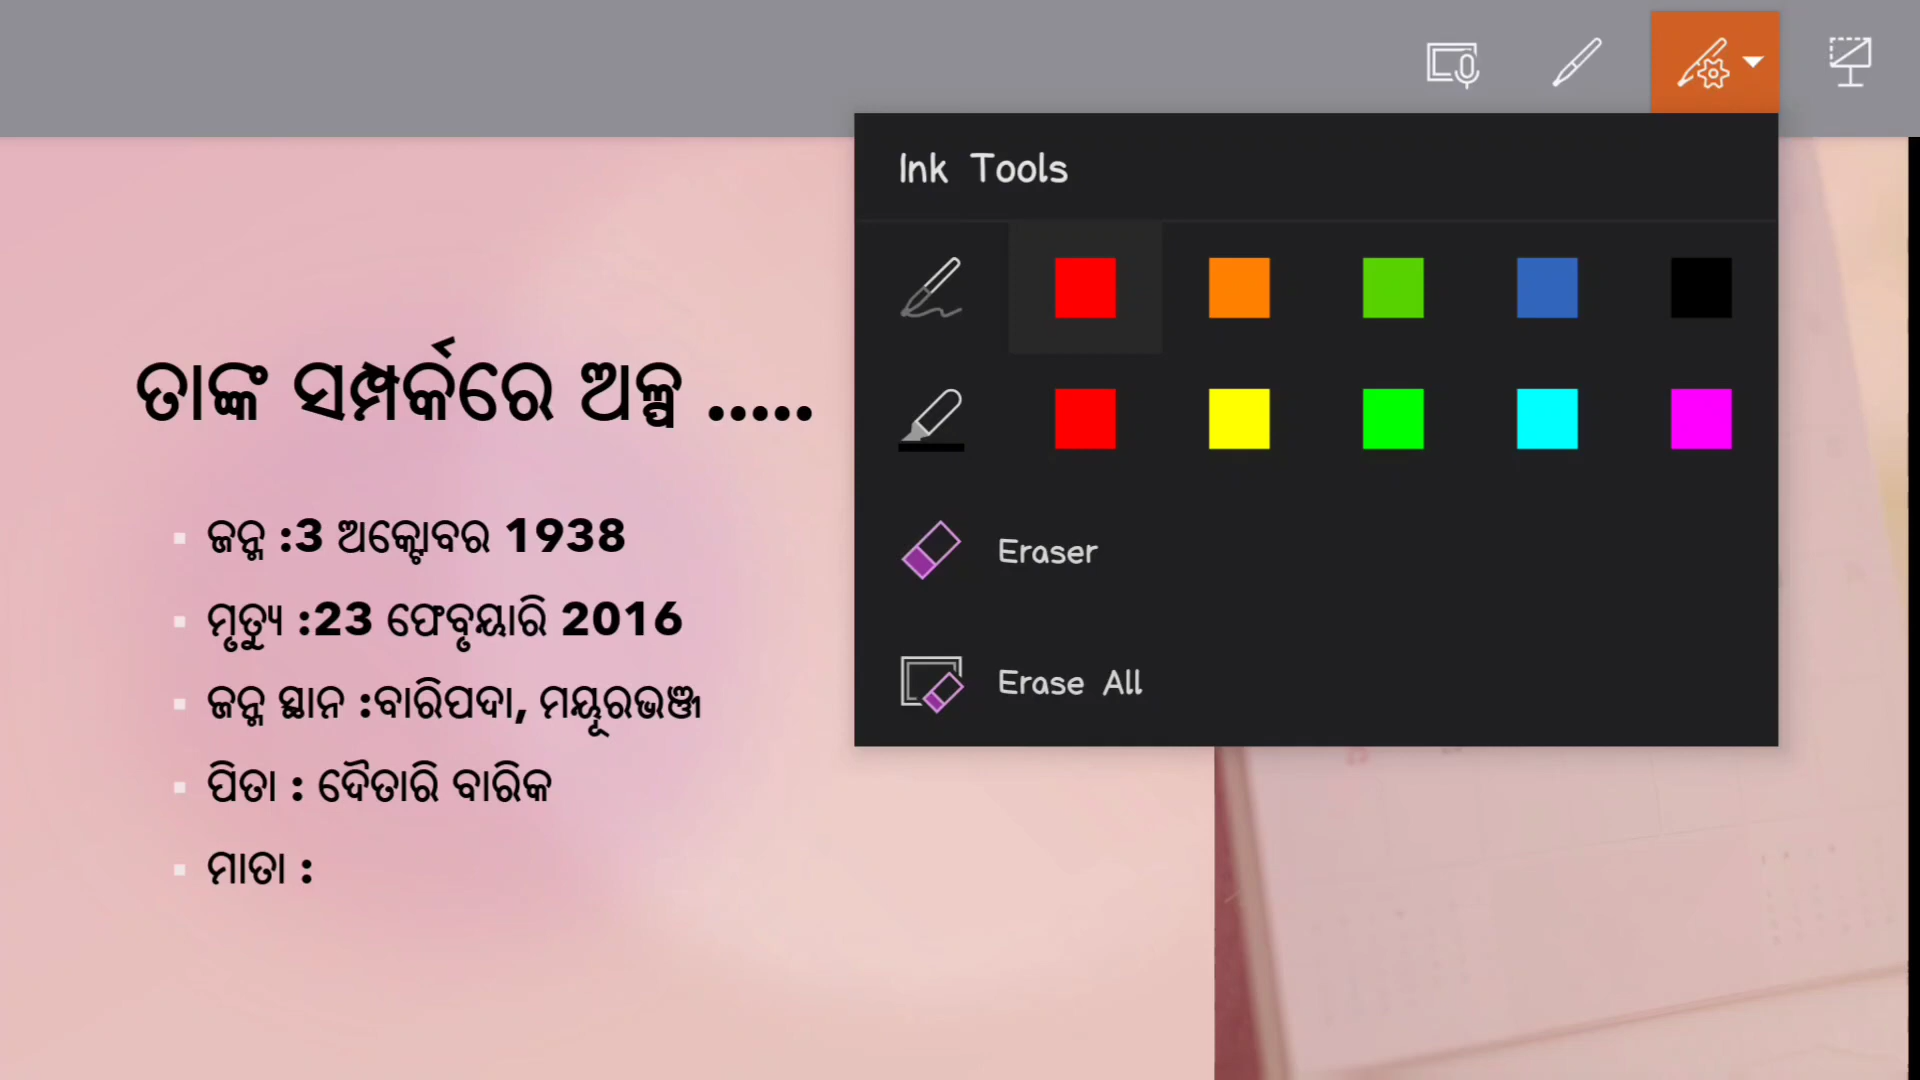 Ink Tools
Eraser
Erase All
ତାଙ୍କ ସମ୍ପର୍କରେ ଅଳ୍ପ .....
ଜନ୍ମ :3 ଅକ୍ଟୋବର 1938
ମୃତ୍ୟୁ :23 ଫେବୃୟାରି 2016
ଜନ୍ମ ସ୍ଥାନ :ବାରିପଦା, ମୟୂରଭଞ୍ଜ
ପିତା : ଦୈତାରି ବାରିକ
ମାତା :